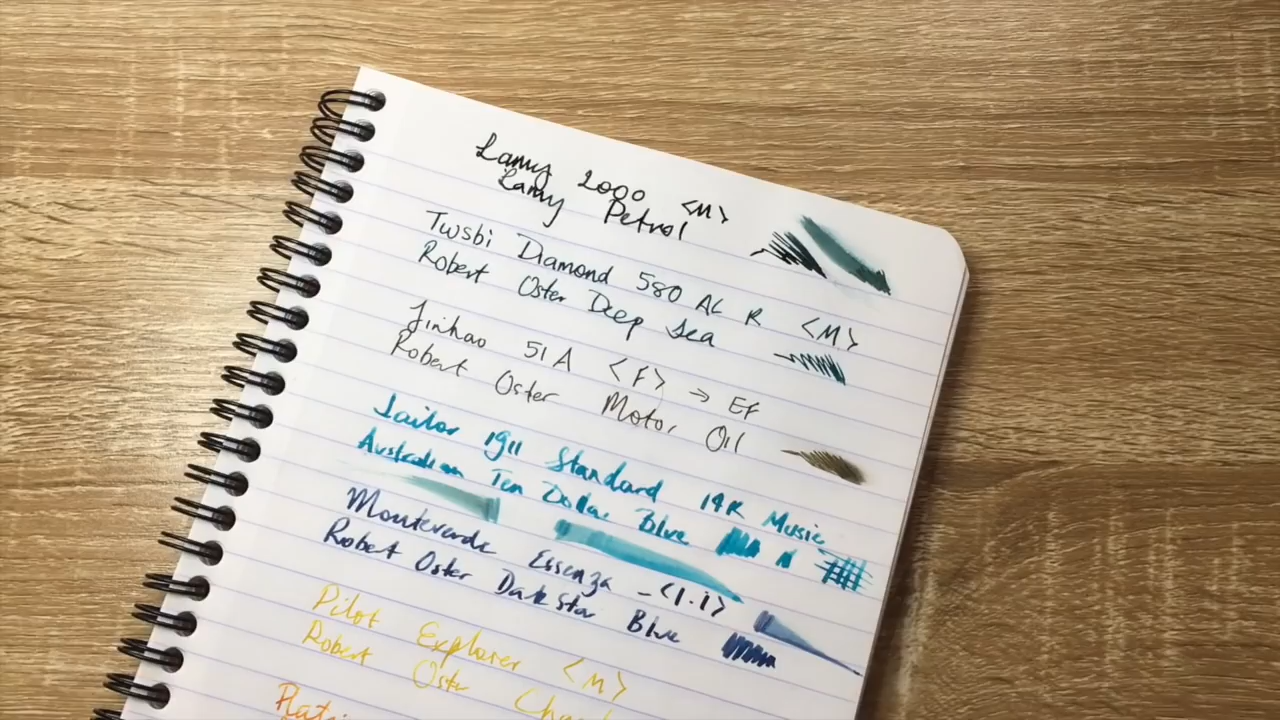 Lamy 2000 <M>
Lamy Petrol
Twsbi Diamond 580 AL R <M>
Robert Oster Deep Sea
Jinhao 51A <F> → EF
Robert Oster Motor Oil
Sailor 1911 Standard 14K Music
Australian Ten Dollar Blue
Monteverde Essenza - <1.1>
Robert Oster Dark Star Blue
Pilot Explorer <M>
Robert Oster